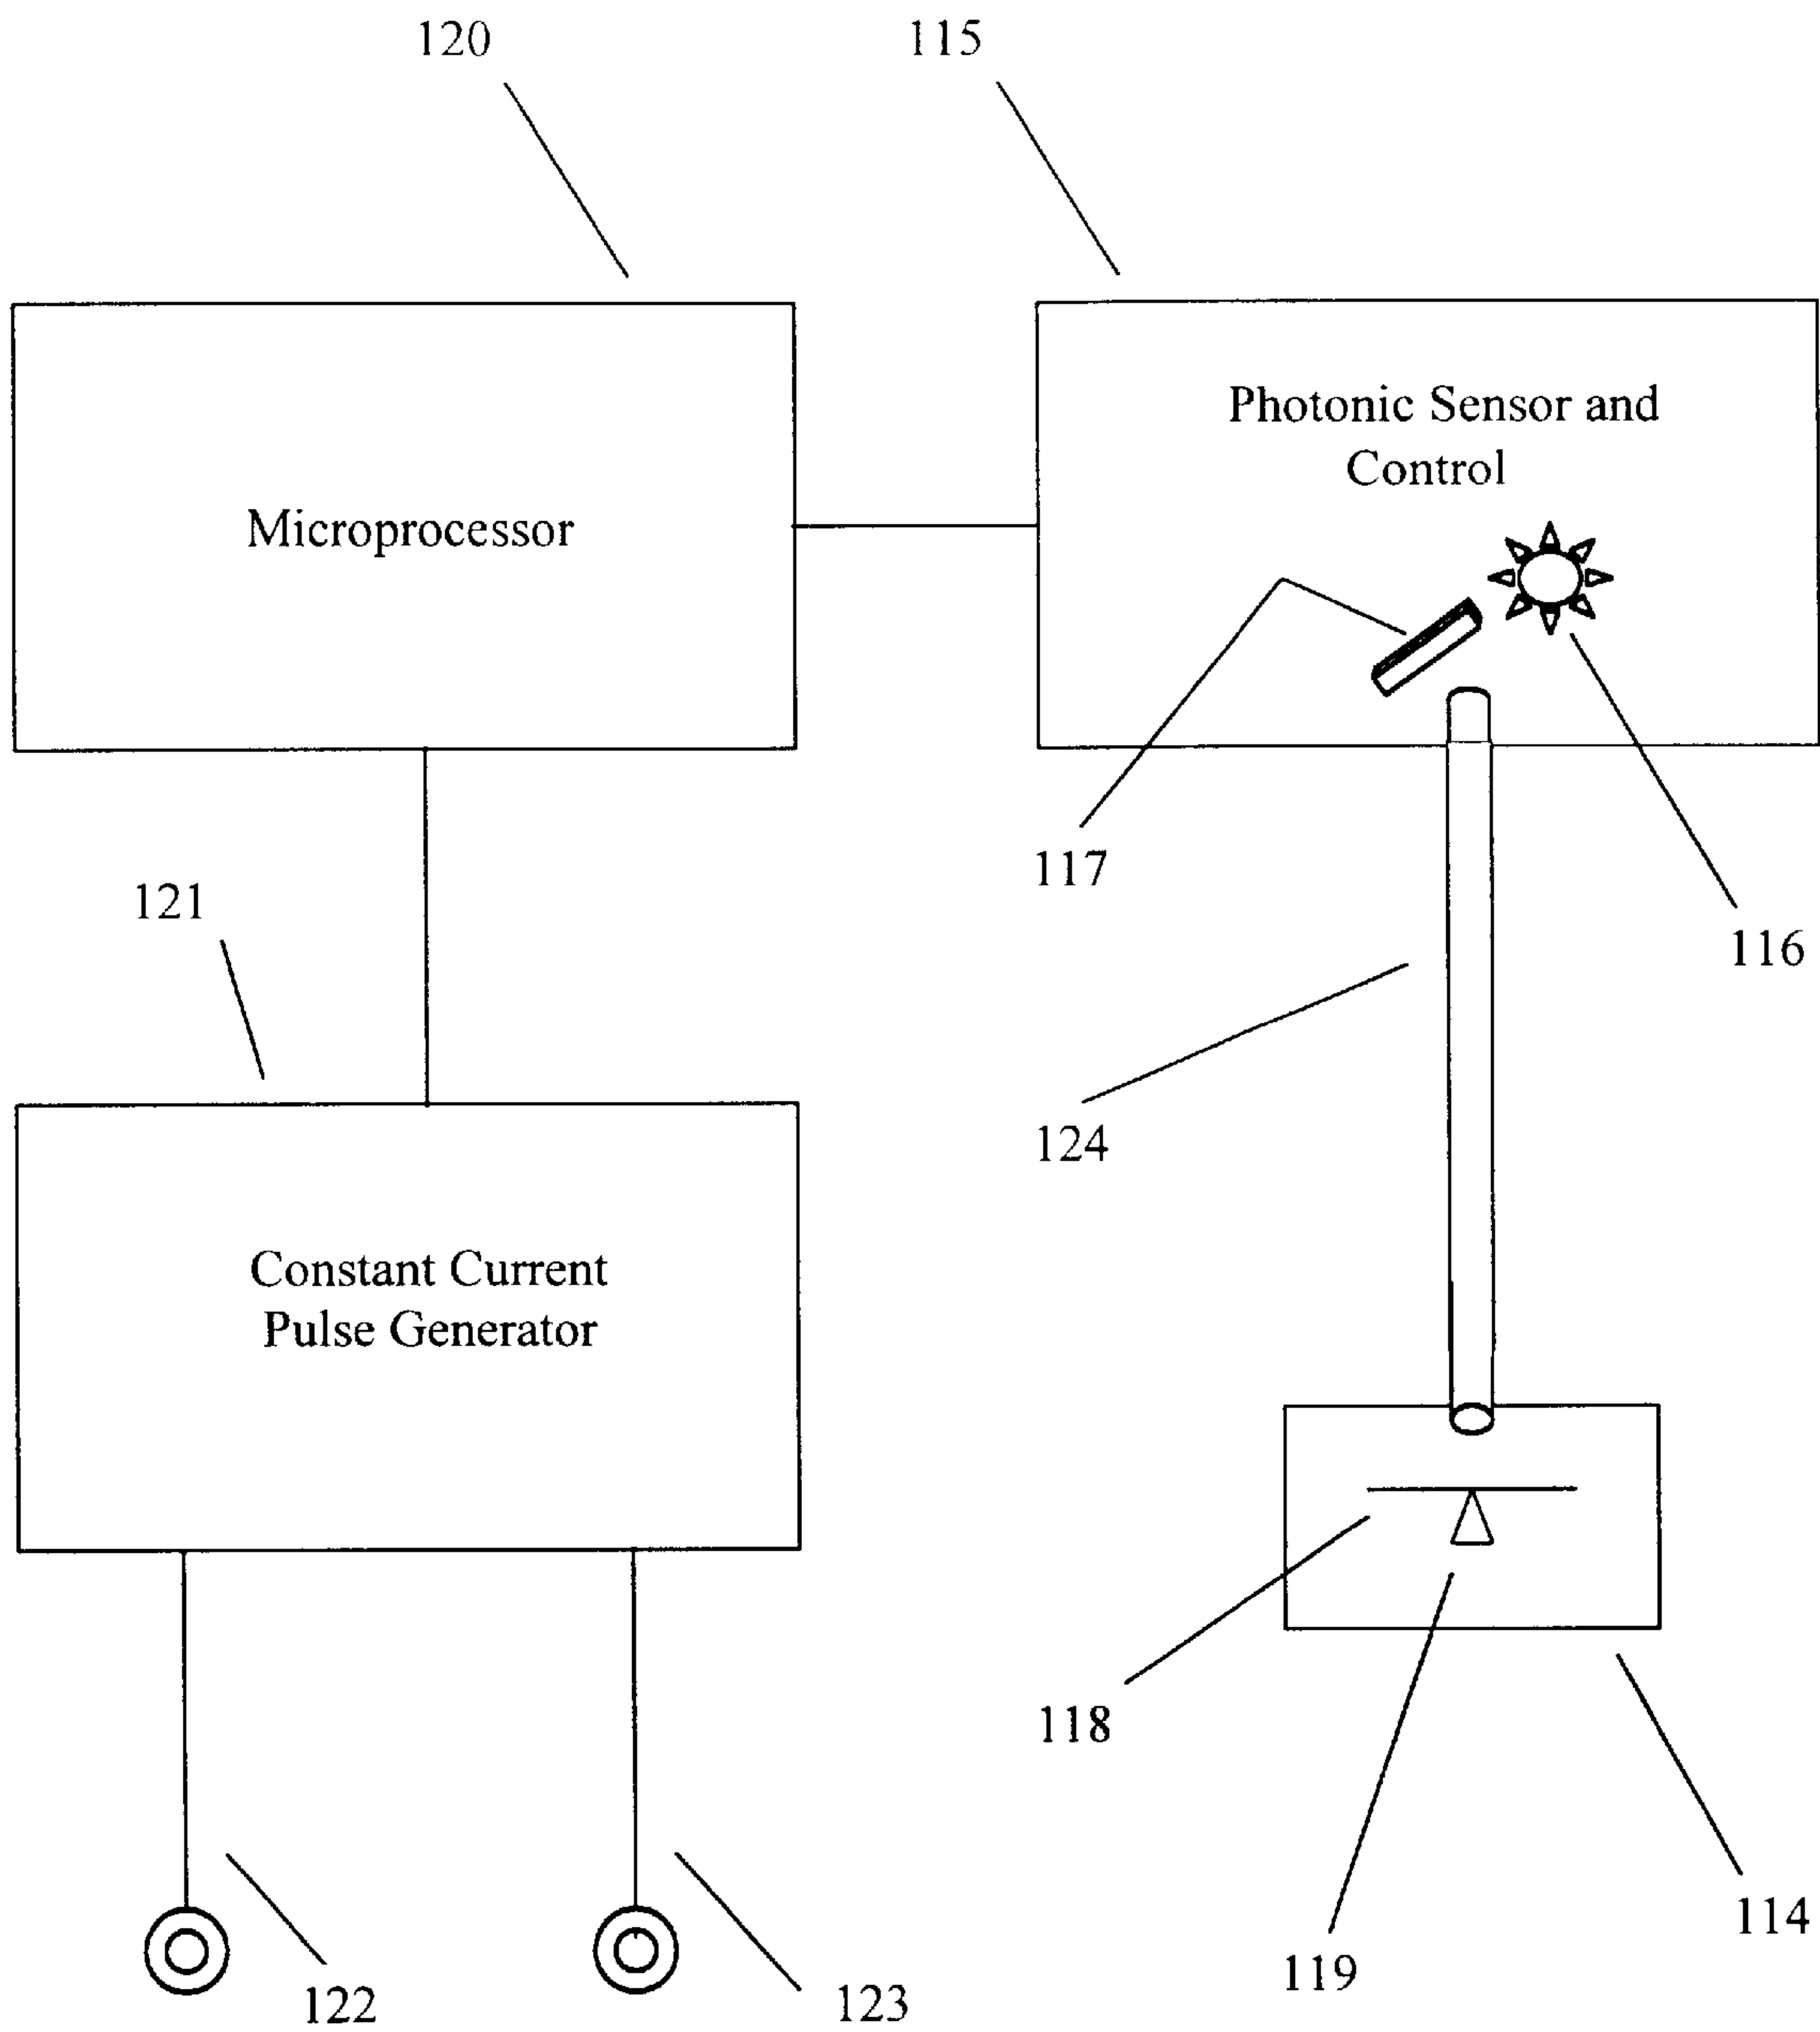 120
115
Photonic Sensor and
Control
Microprocessor
117
121
116
124
Constant Current
Pulse Generator
118
114
119
122
123